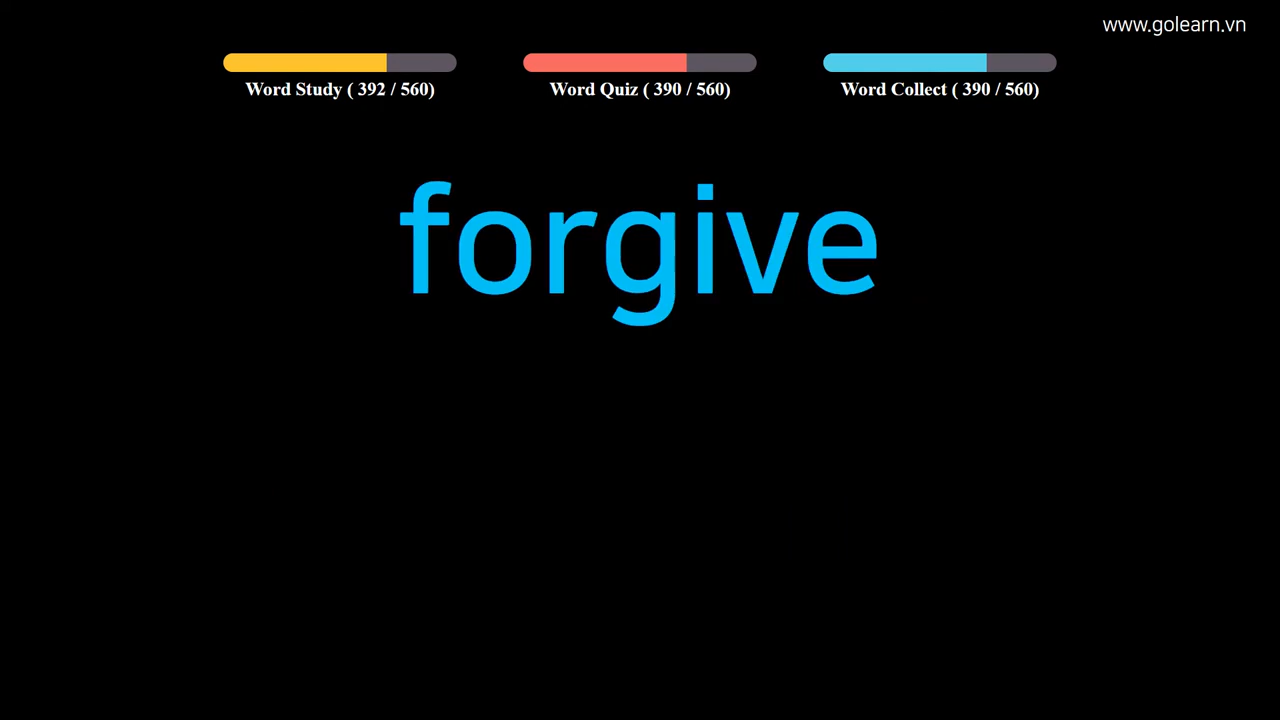 www.golearn.vn
Word Study ( 392 / 560)
Word Quiz ( 390 / 560)
Word Collect ( 390 / 560)
forgive